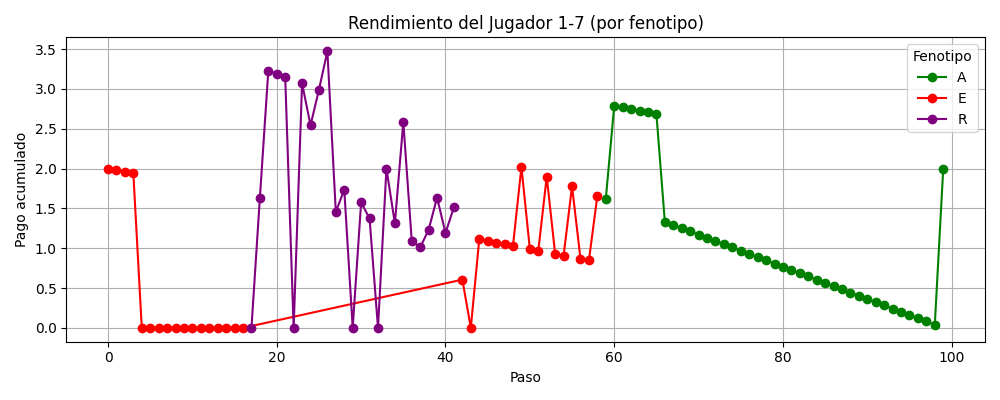 Rendimiento del Jugador 1-7 (por fenotipo)
Pago acumulado
3.5
3.0
2.5
2.0
1.5
1.0
0.5
0.0
Fenotipo
A
E
R
0 20 40 60 80 100
Paso